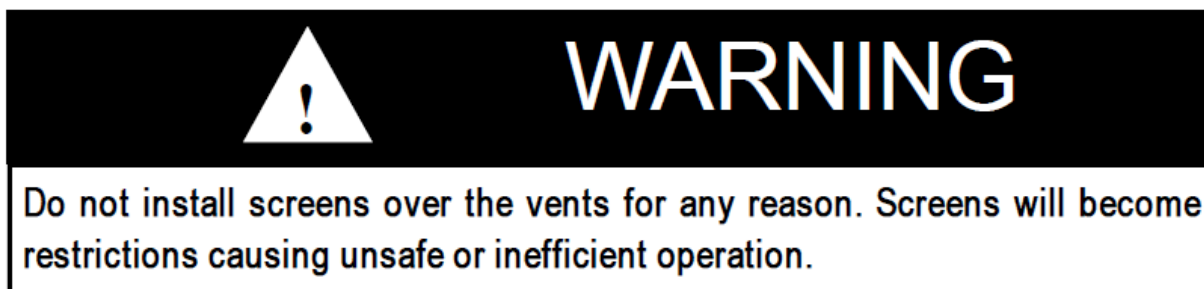 ! WARNING
Do not install screens over the vents for any reason. Screens will become
restrictions causing unsafe or inefficient operation.